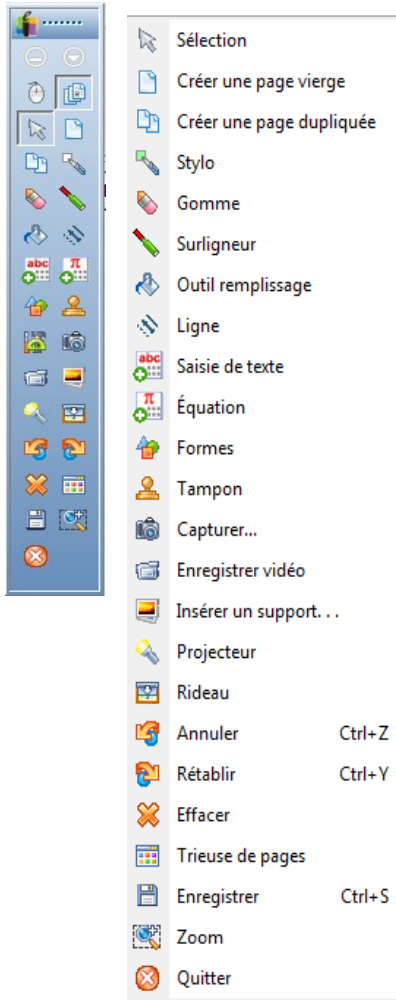 abc
π
Sélection
Créer une page vierge
Créer une page dupliquée
Stylo
Gomme
Surligneur
Outil remplissage
Ligne
abc Saisie de texte
π Équation
Formes
Tampon
Capturer...
Enregistrer vidéo
Insérer un support. . .
Projecteur
Rideau
Annuler Ctrl+Z
Rétablir Ctrl+Y
Effacer
Trieuse de pages
Enregistrer Ctrl+S
Zoom
Quitter